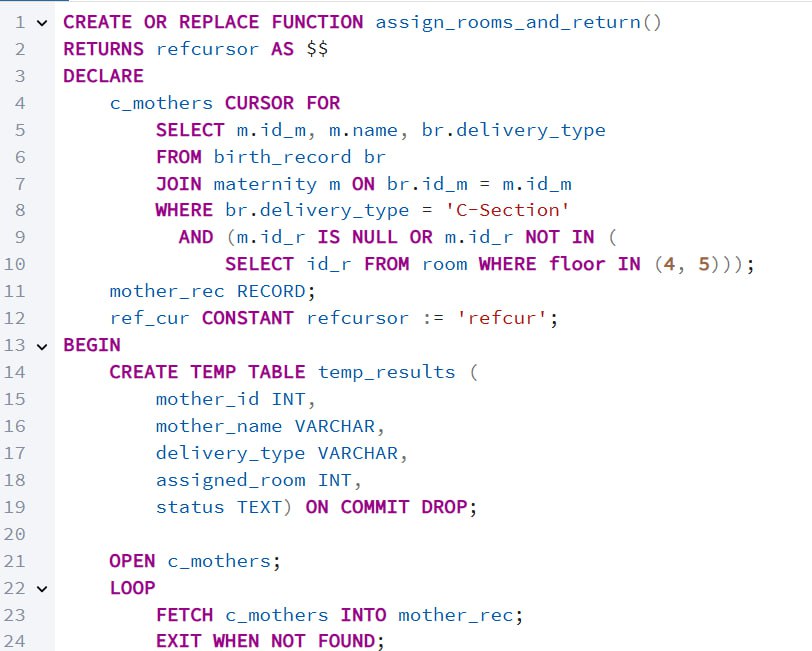 1 CREATE OR REPLACE FUNCTION assign_rooms_and_return()
2 RETURNS refcursor AS $$
3 DECLARE
4     c_mothers CURSOR FOR
5         SELECT m.id_m, m.name, br.delivery_type
6         FROM birth_record br
7         JOIN maternity m ON br.id_m = m.id_m
8         WHERE br.delivery_type = 'C-Section'
9           AND (m.id_r IS NULL OR m.id_r NOT IN (
10               SELECT id_r FROM room WHERE floor IN (4, 5)));
11     mother_rec RECORD;
12     ref_cur CONSTANT refcursor := 'refcur';
13 BEGIN
14     CREATE TEMP TABLE temp_results (
15         mother_id INT,
16         mother_name VARCHAR,
17         delivery_type VARCHAR,
18         assigned_room INT,
19         status TEXT) ON COMMIT DROP;
20
21     OPEN c_mothers;
22     LOOP
23         FETCH c_mothers INTO mother_rec;
24         EXIT WHEN NOT FOUND;